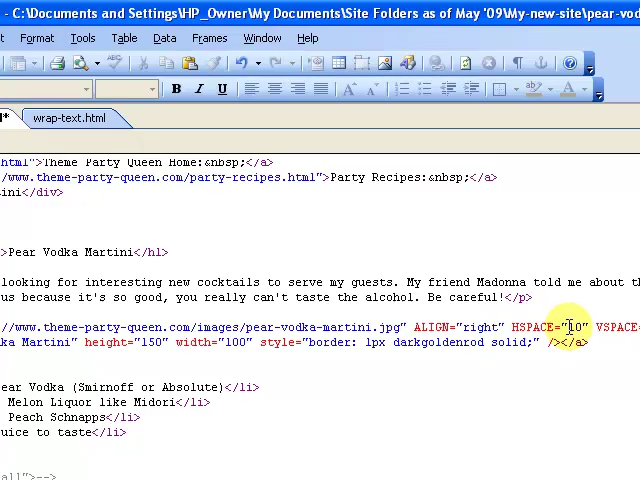 - C:\Documents and Settings\HP_Owner\My Documents\Site Folders as of May '09\My-new-site\pear-vod
Format Tools Table Data Frames Window Help
B I U A A A
wrap-text.html
html">Theme Party Queen Home:&nbsp;</a>
/www.theme-party-queen.com/party-recipes.html">Party Recipes:&nbsp;</a>
tini</div>
>Pear Vodka Martini</h1>
looking for interesting new cocktails to serve my guests. My friend Madonna told me about th
us because it's so good, you really can't taste the alcohol. Be careful!</p>
//www.theme-party-queen.com/images/pear-vodka-martini.jpg" ALIGN="right" HSPACE="10" VSPACE=
ka Martini" height="150" width="100" style="border: 1px darkgoldenrod solid;" /></a>
ear Vodka (Smirnoff or Absolute)</li>
Melon Liquor like Midori</li>
Peach Schnapps</li>
uice to taste</li>
all">-->